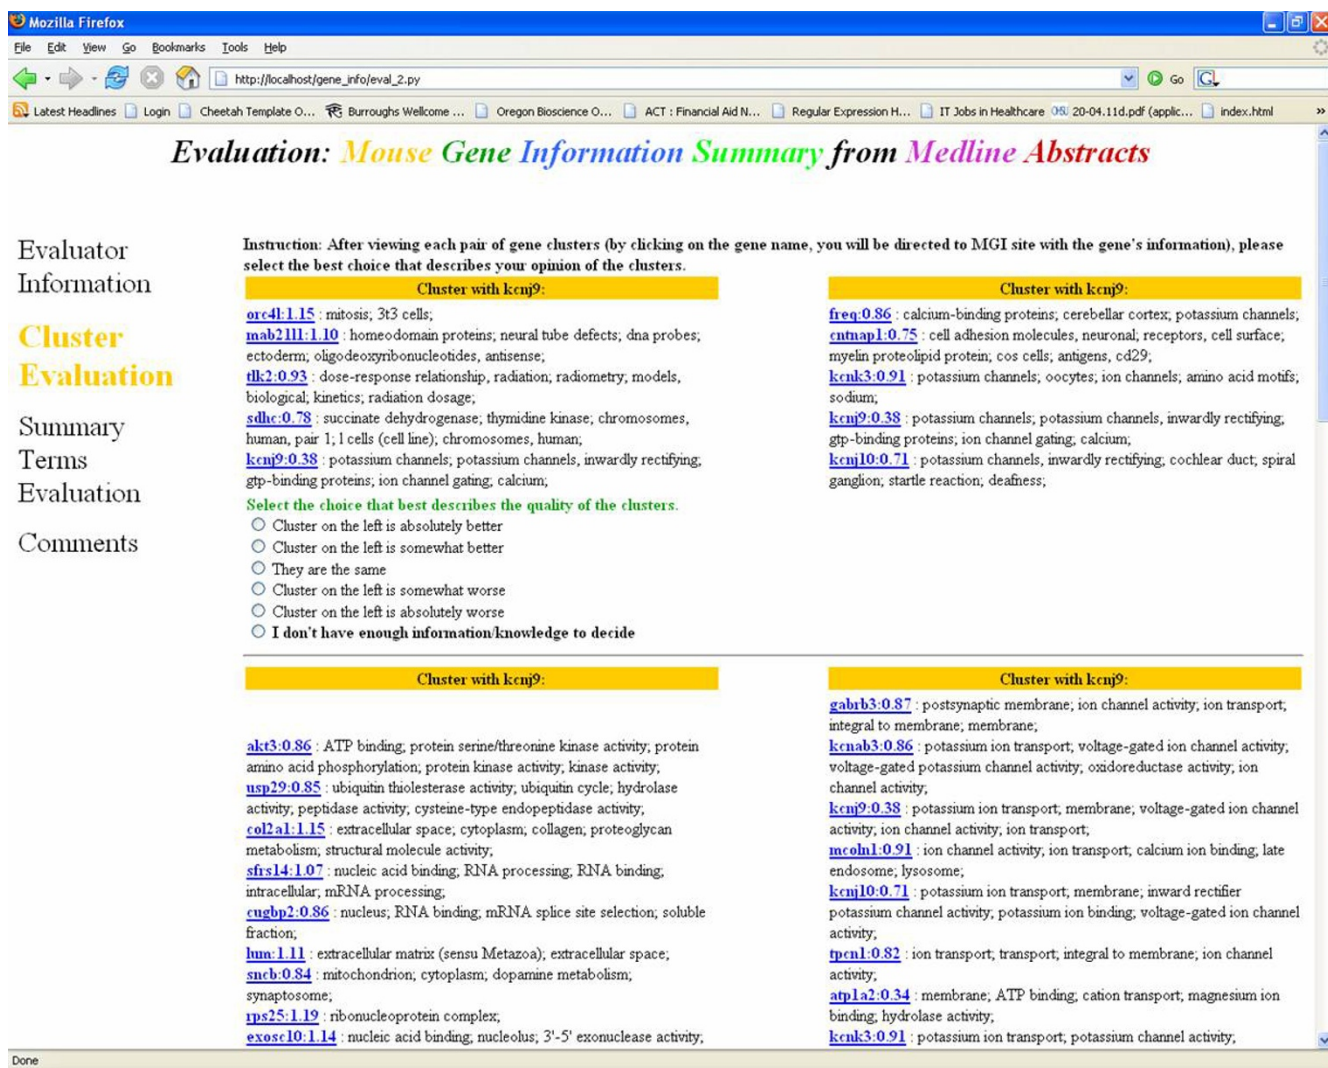 Mozilla Firefox
File Edit View Go Bookmarks Tools Help
http://localhost/gene_info/eval_2.py
Go
G
Latest Headlines Login Cheetah Template O... Burroughs Wellcome ... Oregon Bioscience O... ACT : Financial Aid N... Regular Expression H... IT Jobs in Healthcare 20-04.11d.pdf (applic... index.html »
Evaluation: Mouse Gene Information Summary from Medline Abstracts
Evaluator
Information
Cluster
Evaluation
Summary
Terms
Evaluation
Comments
Instruction: After viewing each pair of gene clusters (by clicking on the gene name, you will be directed to MGI site with the gene's information), please
select the best choice that describes your opinion of the clusters.
Cluster with kcnj9:
orc4l:1.15 : mitosis; 3t3 cells;
mab21l1:1.10 : homeodomain proteins; neural tube defects; dna probes;
ectoderm; oligodeoxyribonucleotides, antisense;
tlk2:0.93 : dose-response relationship, radiation; radiometry; models,
biological; kinetics; radiation dosage;
sdhc:0.78 : succinate dehydrogenase; thymidine kinase; chromosomes,
human, pair 1; l cells (cell line); chromosomes, human;
kcnj9:0.38 : potassium channels; potassium channels, inwardly rectifying;
gtp-binding proteins; ion channel gating; calcium;
Cluster with kcnj9:
freq:0.86 : calcium-binding proteins; cerebellar cortex; potassium channels;
cntnap1:0.75 : cell adhesion molecules, neuronal; receptors, cell surface;
myelin proteolipid protein; cos cells; antigens, cd29;
kcnk3:0.91 : potassium channels; oocytes; ion channels; amino acid motifs;
sodium;
kcnj9:0.38 : potassium channels; potassium channels, inwardly rectifying;
gtp-binding proteins; ion channel gating; calcium;
kcnj10:0.71 : potassium channels, inwardly rectifying; cochlear duct; spiral
ganglion; startle reaction; deafness;
Select the choice that best describes the quality of the clusters.
Cluster on the left is absolutely better
Cluster on the left is somewhat better
They are the same
Cluster on the left is somewhat worse
Cluster on the left is absolutely worse
I don't have enough information/knowledge to decide
Cluster with kcnj9:
akt3:0.86 : ATP binding; protein serine/threonine kinase activity; protein
amino acid phosphorylation; protein kinase activity; kinase activity;
usp29:0.85 : ubiquitin thiolesterase activity; ubiquitin cycle; hydrolase
activity; peptidase activity; cysteine-type endopeptidase activity;
col2a1:1.15 : extracellular space; cytoplasm; collagen; proteoglycan
metabolism; structural molecule activity;
sfrs14:1.07 : nucleic acid binding; RNA processing; RNA binding;
intracellular; mRNA processing;
cugbp2:0.86 : nucleus; RNA binding; mRNA splice site selection; soluble
fraction;
lum:1.11 : extracellular matrix (sensu Metazoa); extracellular space;
sncb:0.84 : mitochondrion; cytoplasm; dopamine metabolism;
synaptosome;
rps25:1.19 : ribonucleoprotein complex;
exosc10:1.14 : nucleic acid binding; nucleolus; 3'-5' exonuclease activity;
Cluster with kcnj9:
gabrb3:0.87 : postsynaptic membrane; ion channel activity; ion transport;
integral to membrane; membrane;
kcnab3:0.86 : potassium ion transport; voltage-gated ion channel activity;
voltage-gated potassium channel activity; oxidoreductase activity; ion
channel activity;
kcnj9:0.38 : potassium ion transport; membrane; voltage-gated ion channel
activity; ion channel activity; ion transport;
mcoln1:0.91 : ion channel activity; ion transport; calcium ion binding; late
endosome; lysosome;
kcnj10:0.71 : potassium ion transport; membrane; inward rectifier
potassium channel activity; potassium ion binding; voltage-gated ion channel
activity;
tpcn1:0.82 : ion transport; transport; integral to membrane; ion channel
activity;
atp1a2:0.34 : membrane; ATP binding; cation transport; magnesium ion
binding; hydrolase activity;
kcnk3:0.91 : potassium ion transport; potassium channel activity;
Done